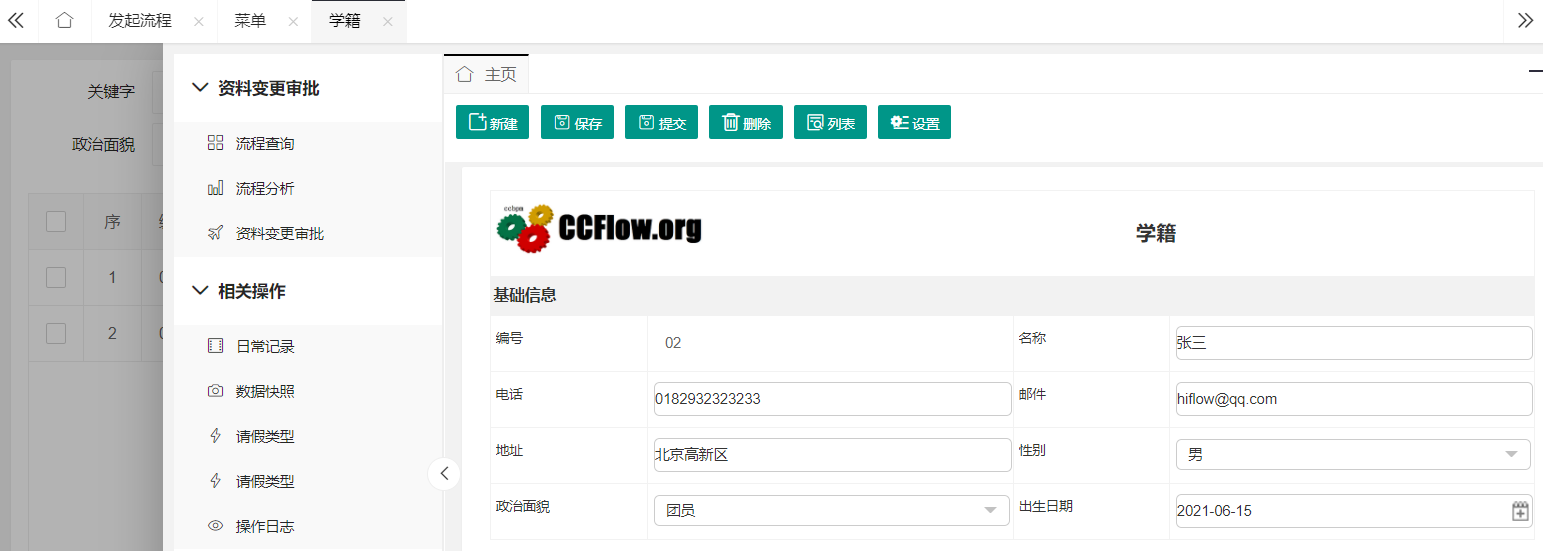 发起流程 菜单 学籍
关键字
政治面貌
序
1
2
资料变更审批
流程查询
流程分析
资料变更审批
相关操作
日常记录
数据快照
请假类型
请假类型
操作日志
主页
新建 保存 提交 删除 列表 设置
ccbpm
CCFlow.org
学籍
基础信息
编号 02 名称 张三
电话 0182932323233 邮件 hiflow@qq.com
地址 北京高新区 性别 男
政治面貌 团员 出生日期 2021-06-15